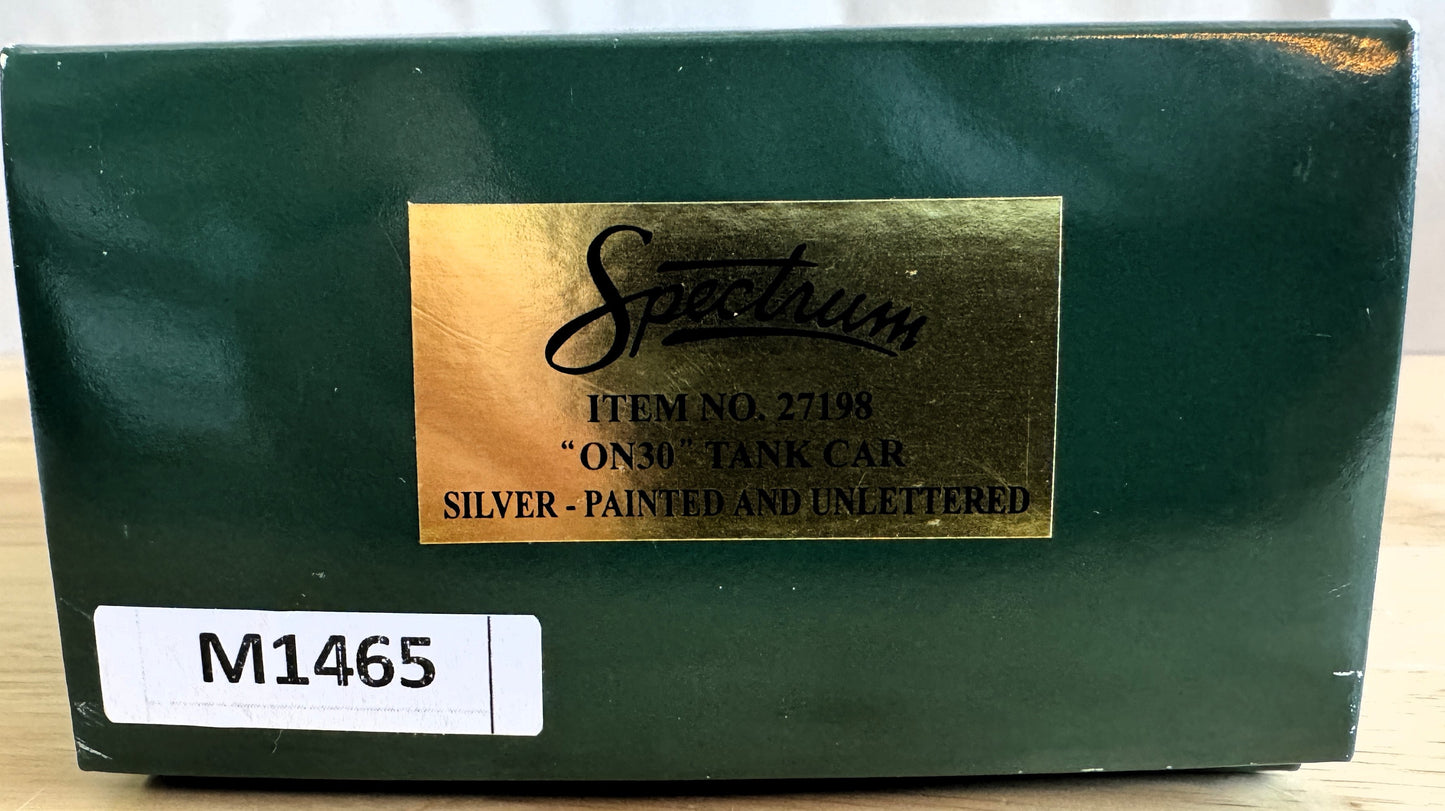 Spectrum
ITEM NO. 27198
“ON30” TANK CAR
SILVER - PAINTED AND UNLETTERED
M1465